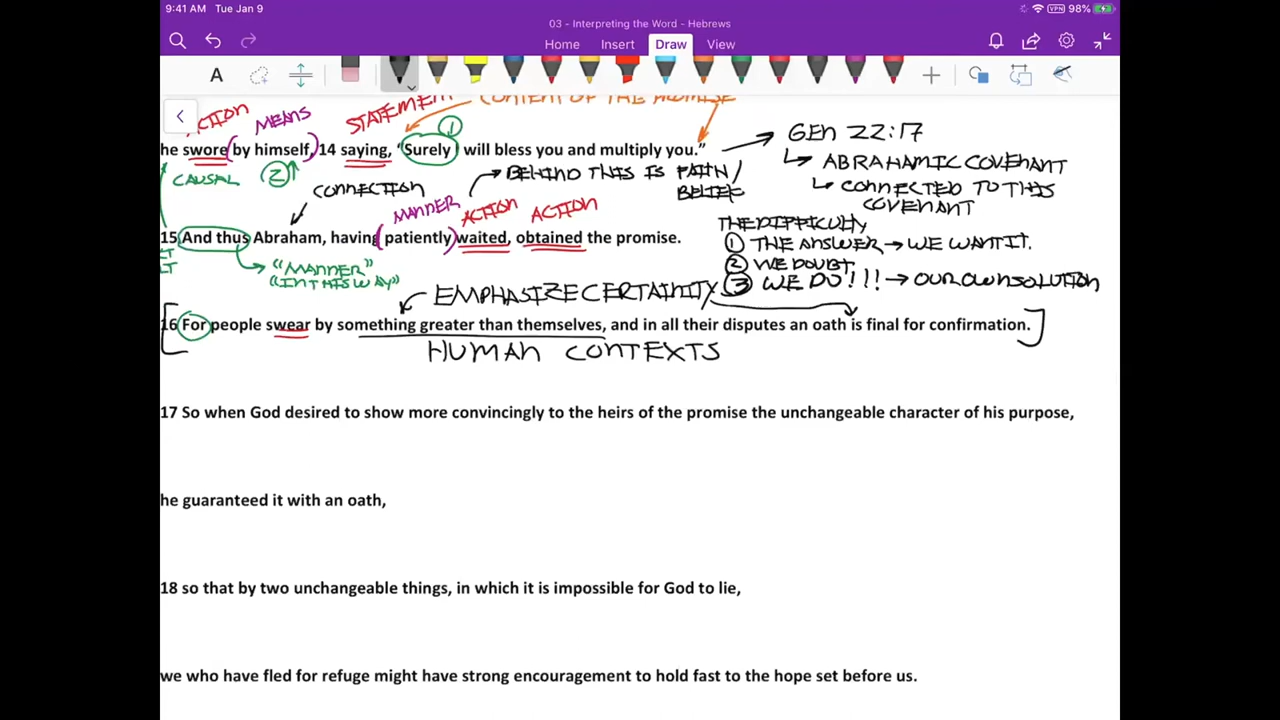 9:41 AM Tue Jan 9
VPN 98%
03 - Interpreting the Word - Hebrews
Home Insert Draw View
A
CONTENT OF THE PROMISE
ACTION MEANS STATEMENT
1
he swore (by himself,) 14 saying, “Surely I will bless you and multiply you.”
GEN 22:17
ABRAHAMIC COVENANT
CONNECTED TO THIS
COVENANT
CAUSAL 2
CONNECTION
BEHIND THIS IS FAITH/
BELIEF
MANNER ACTION ACTION
15 And thus Abraham, having (patiently) waited, obtained the promise.
"MANNER"
"IN THIS WAY"
THE DIFFICULTY
1 THE ANSWER → WE WANT IT.
2 WE DOUBT.
3 WE DO!!! → OUR OWN SOLUTION
EMPHASIZE CERTAINITY
[16 For people swear by something greater than themselves, and in all their disputes an oath is final for confirmation.]
HUMAN CONTEXTS
17 So when God desired to show more convincingly to the heirs of the promise the unchangeable character of his purpose,
he guaranteed it with an oath,
18 so that by two unchangeable things, in which it is impossible for God to lie,
we who have fled for refuge might have strong encouragement to hold fast to the hope set before us.